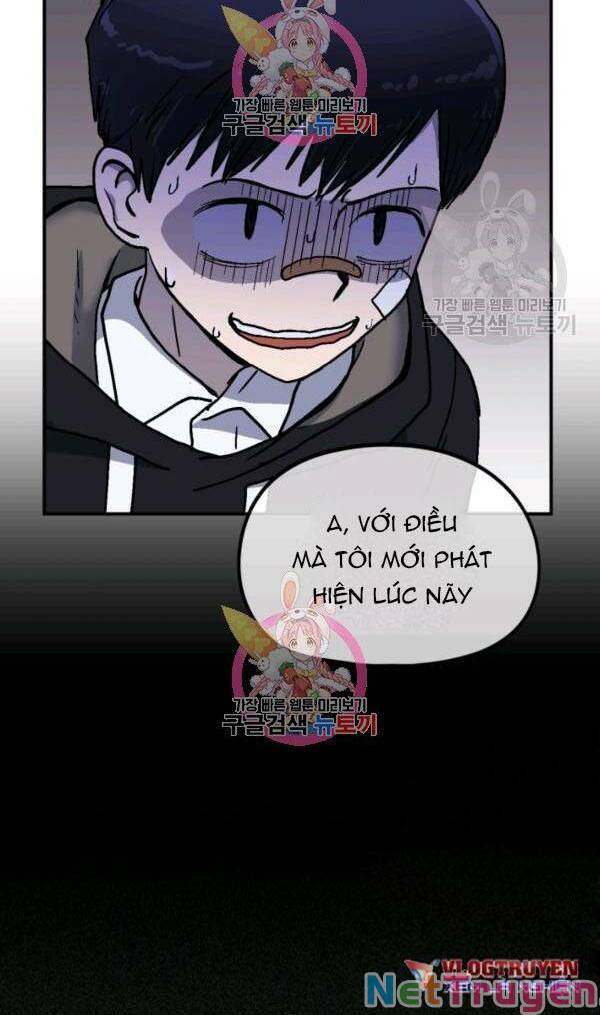 가장 빠른 웹툰 미리보기
구글검색 뉴토끼
가장 빠른 웹툰 미리보기
구글검색 뉴토끼
A, VỚI ĐIỀU
MÀ TÔI MỚI PHÁT
HIỆN LÚC NÃY
가장 빠른 웹툰 미리보기
구글검색 뉴토끼
VLOGTRUYEN
NetTruyen